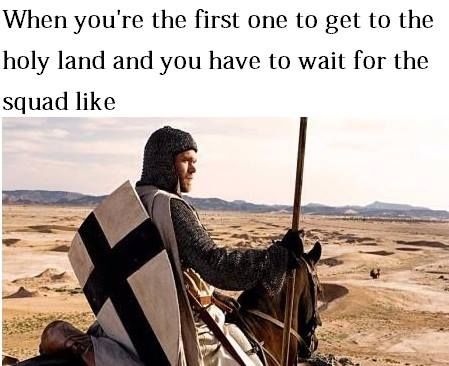 When you're the first one to get to the
holy land and you have to wait for the
squad like